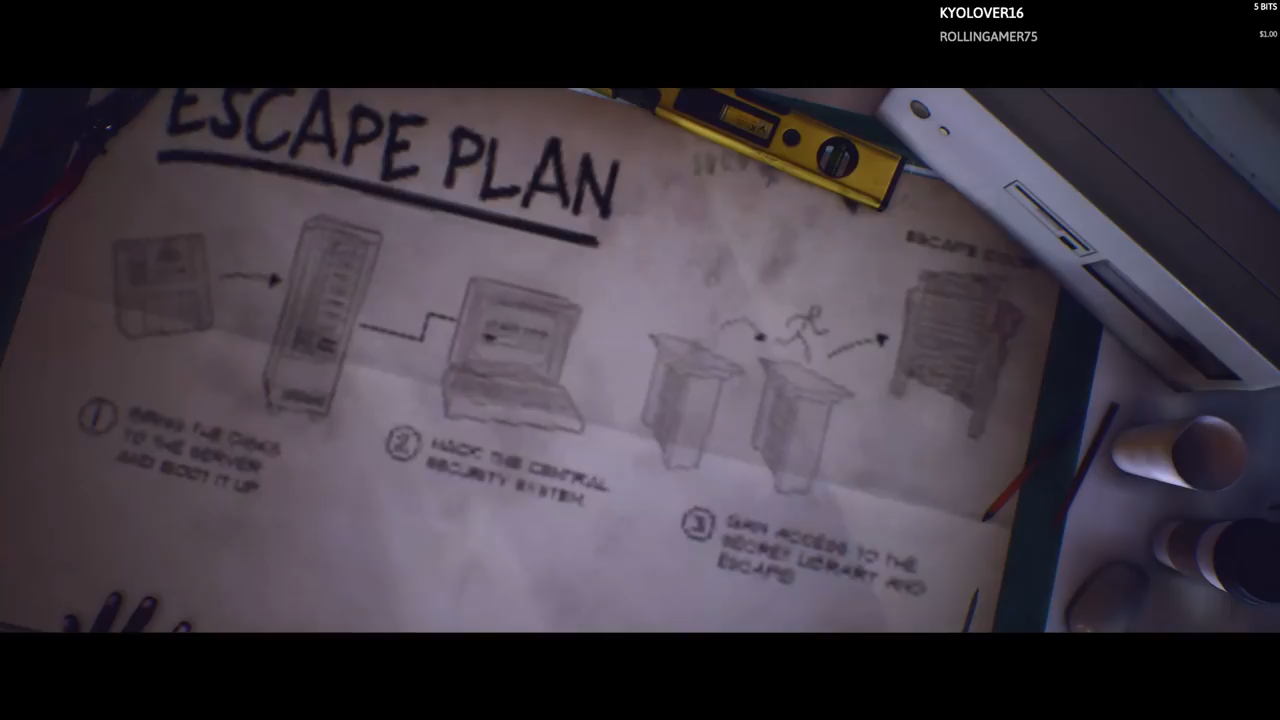 KYOLOVER16
5 BITS
ROLLINGAMER75
$1.00
ESCAPE PLAN
ESCAPE
1
BRING THE DISKS
TO THE SERVER
AND BOOT IT UP
2
HACK THE CENTRAL
SECURITY SYSTEM
3
GAIN ACCESS TO THE
SECRET LIBRARY AND
ESCAPE